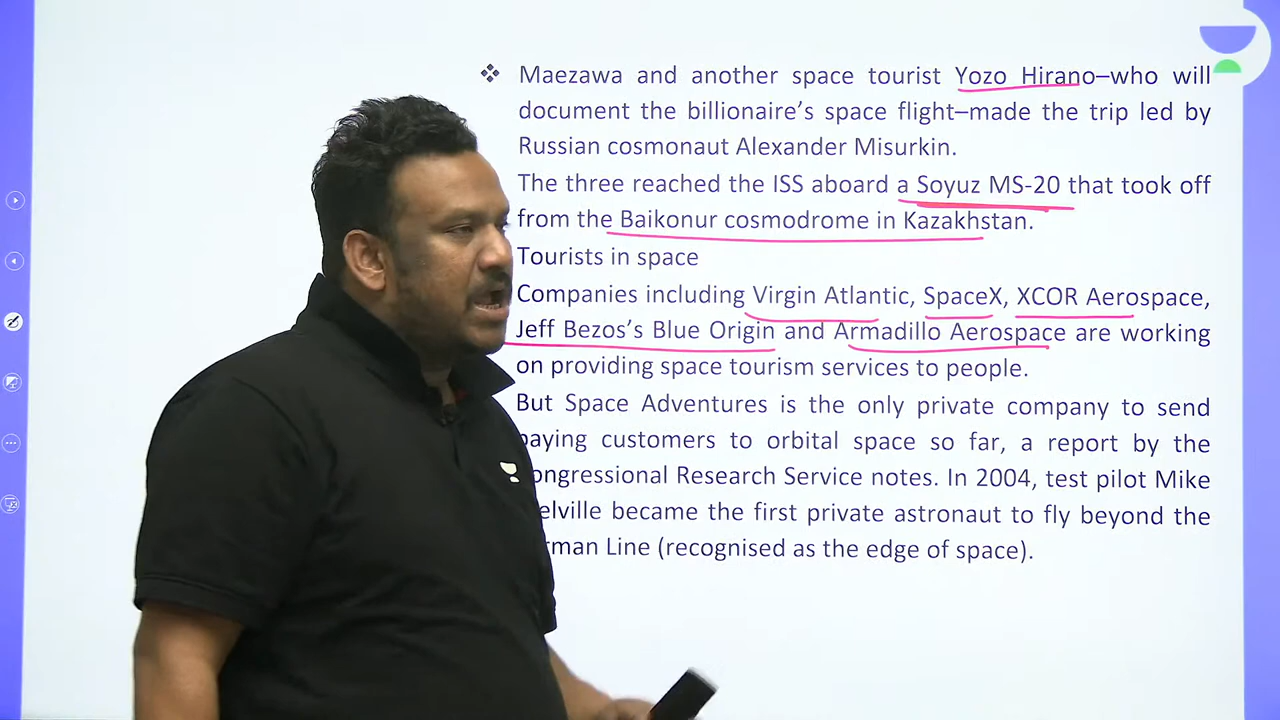 ❖ Maezawa and another space tourist Yozo Hirano–who will
document the billionaire's space flight–made the trip led by
Russian cosmonaut Alexander Misurkin.
The three reached the ISS aboard a Soyuz MS-20 that took off
from the Baikonur cosmodrome in Kazakhstan.
Tourists in space
Companies including Virgin Atlantic, SpaceX, XCOR Aerospace,
Jeff Bezos's Blue Origin and Armadillo Aerospace are working
on providing space tourism services to people.
But Space Adventures is the only private company to send
paying customers to orbital space so far, a report by the
Congressional Research Service notes. In 2004, test pilot Mike
became the first private astronaut to fly beyond the
Line (recognised as the edge of space).